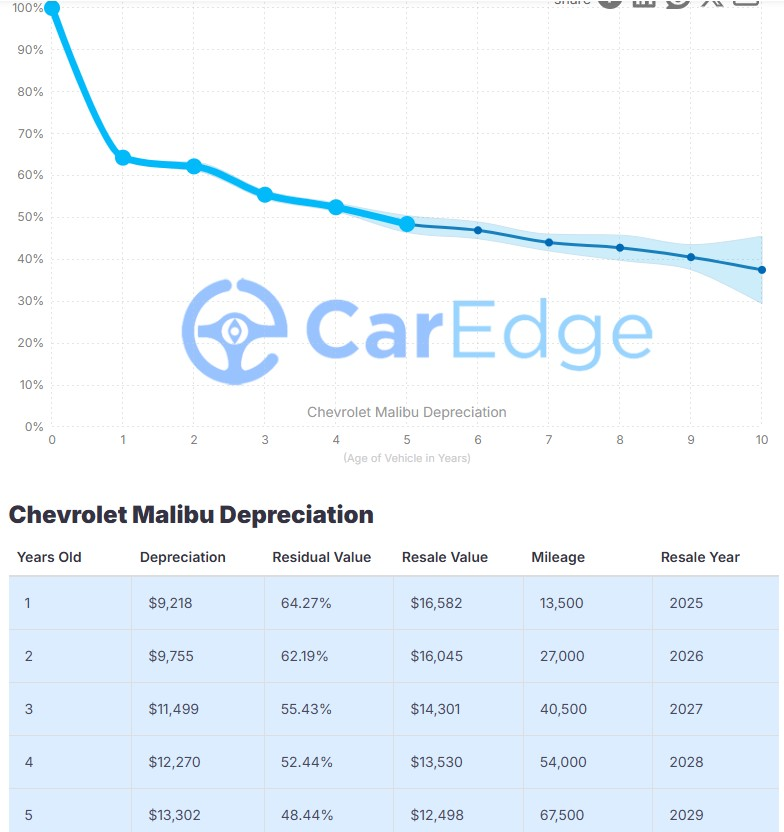 share
100%
90%
80%
70%
60%
50%
40%
30%
20%
10%
0%
CarEdge
Chevrolet Malibu Depreciation
0 1 2 3 4 5 6 7 8 9 10
(Age of Vehicle in Years)
Chevrolet Malibu Depreciation
Years Old Depreciation Residual Value Resale Value Mileage Resale Year
1 $9,218 64.27% $16,582 13,500 2025
2 $9,755 62.19% $16,045 27,000 2026
3 $11,499 55.43% $14,301 40,500 2027
4 $12,270 52.44% $13,530 54,000 2028
5 $13,302 48.44% $12,498 67,500 2029